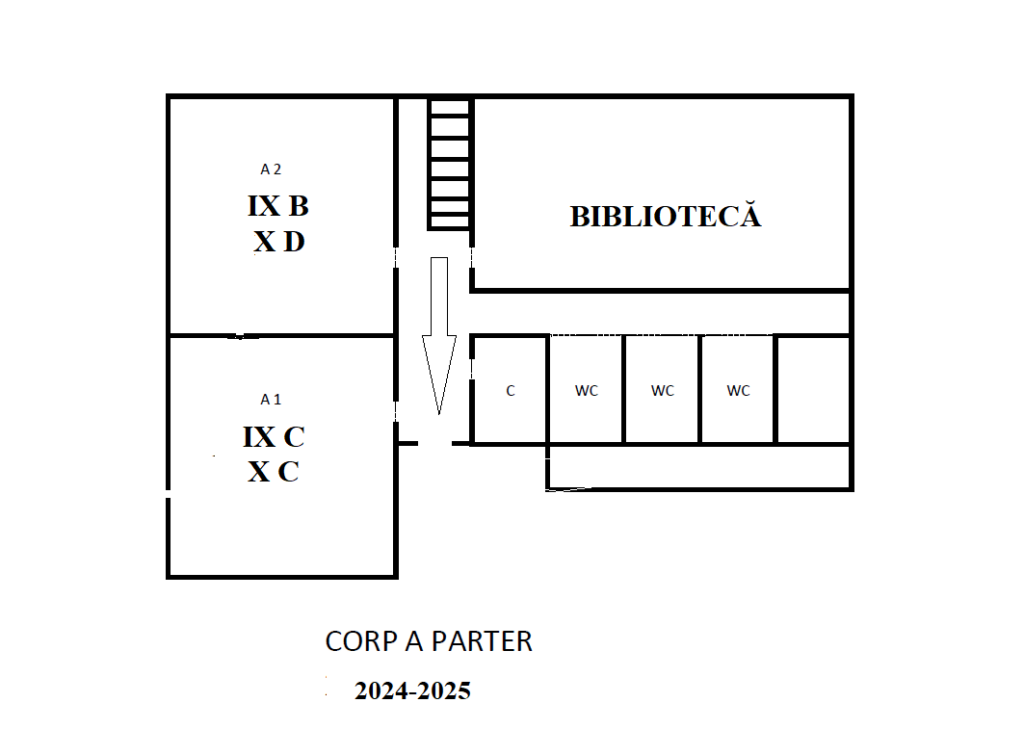 A 2
IX B
X D
BIBLIOTECĂ
A 1
IX C
X C
C
WC
WC
WC
CORP A PARTER
2024-2025